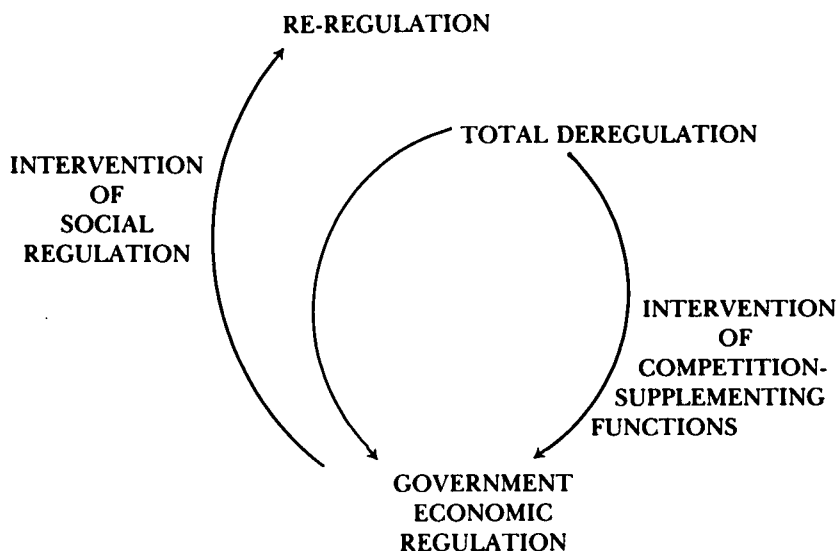 RE-REGULATION
TOTAL DEREGULATION
INTERVENTION
OF
SOCIAL
REGULATION
INTERVENTION
OF
COMPETITION-
SUPPLEMENTING
FUNCTIONS
GOVERNMENT
ECONOMIC
REGULATION